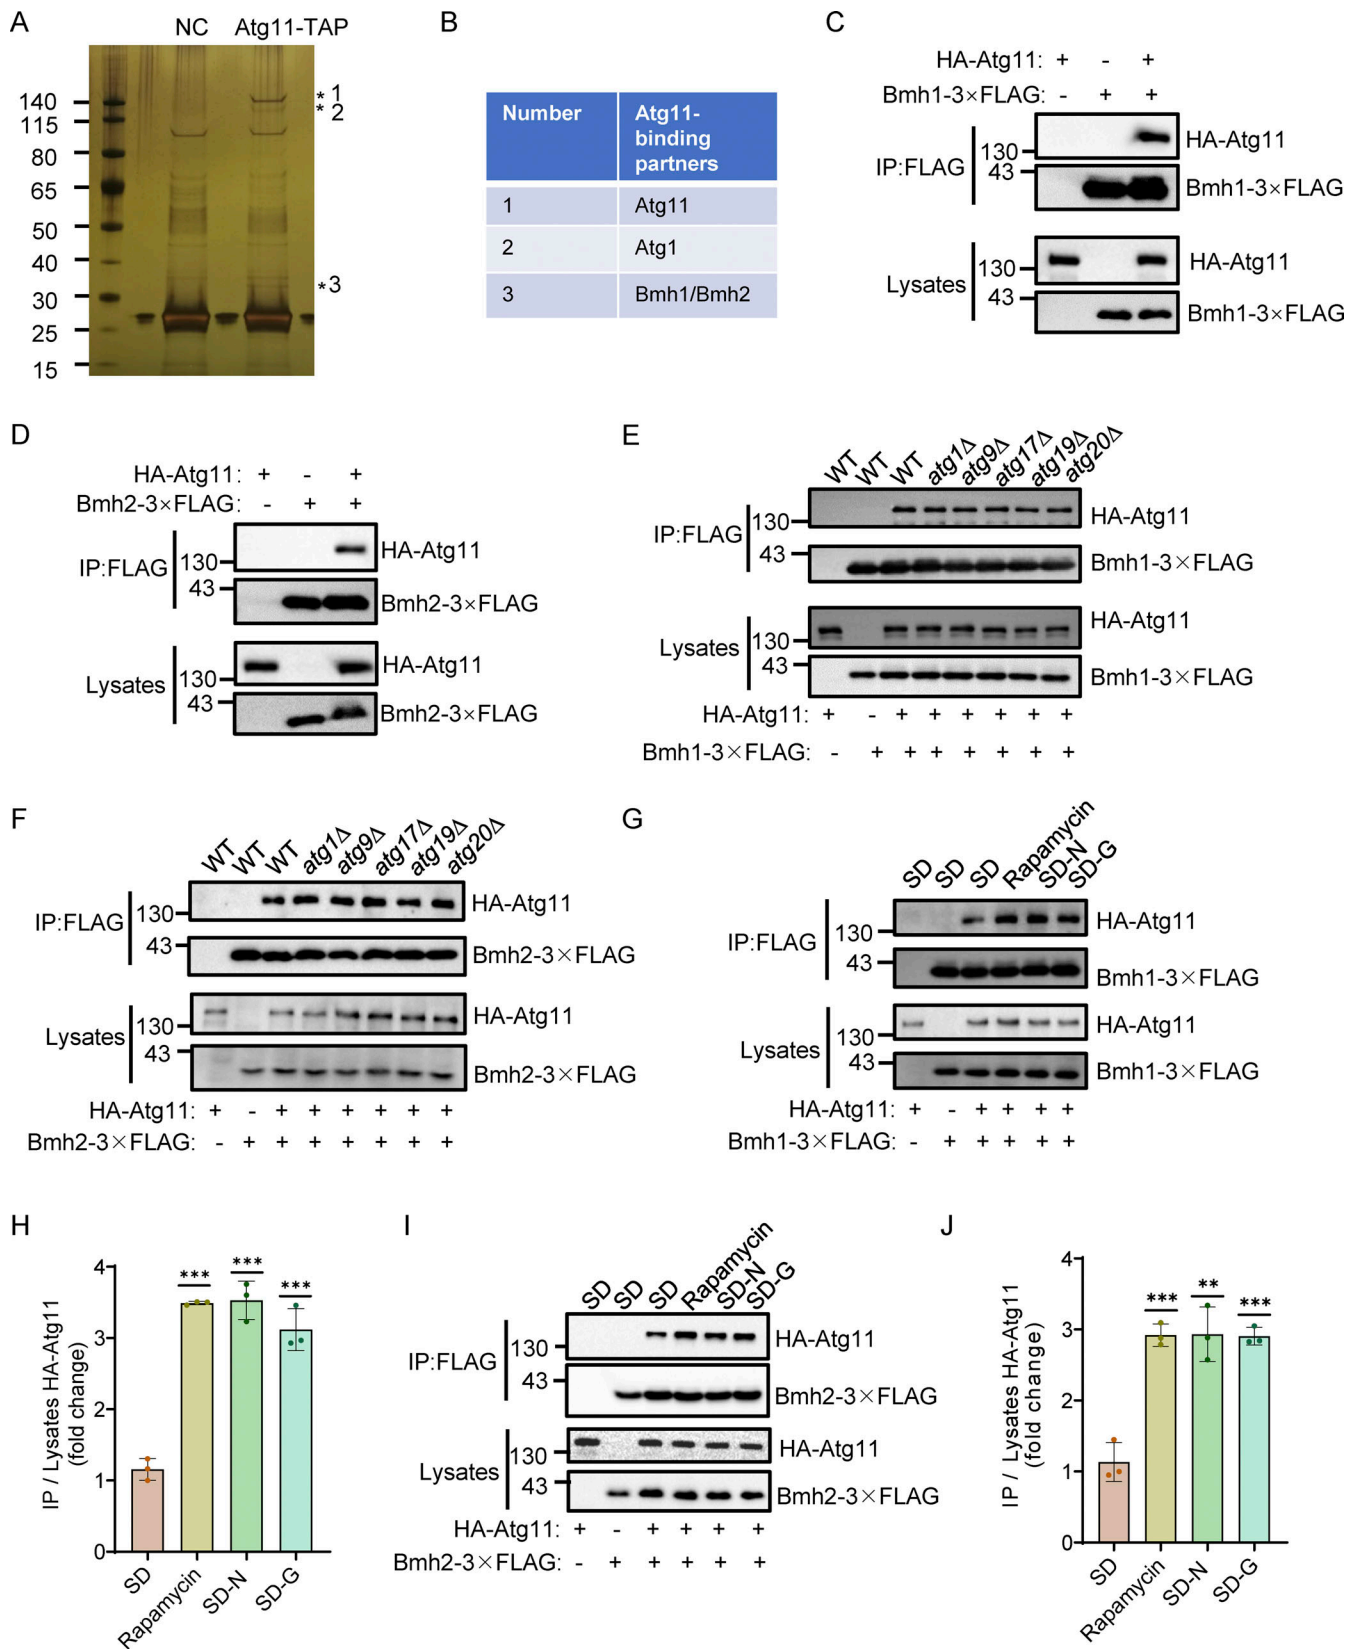 A
NC Atg11-TAP
140
115
80
65
50
40
30
25
15
* 1
* 2
*3
B
Number Atg11-binding partners
1 Atg11
2 Atg1
3 Bmh1/Bmh2
C
HA-Atg11: + - +
Bmh1-3×FLAG: - + +
IP:FLAG
130 HA-Atg11
43 Bmh1-3×FLAG
Lysates
130 HA-Atg11
43 Bmh1-3×FLAG
D
HA-Atg11: + - +
Bmh2-3×FLAG: - + +
IP:FLAG
130 HA-Atg11
43 Bmh2-3×FLAG
Lysates
130 HA-Atg11
43 Bmh2-3×FLAG
E
WT WT WT atg1Δ atg9Δ atg17Δ atg19Δ atg20Δ
IP:FLAG
130 HA-Atg11
43 Bmh1-3×FLAG
Lysates
130 HA-Atg11
43 Bmh1-3×FLAG
HA-Atg11: + - + + + + + +
Bmh1-3×FLAG: - + + + + + + +
F
WT WT WT atg1Δ atg9Δ atg17Δ atg19Δ atg20Δ
IP:FLAG
130 HA-Atg11
43 Bmh2-3×FLAG
Lysates
130 HA-Atg11
43 Bmh2-3×FLAG
HA-Atg11: + - + + + + + +
Bmh2-3×FLAG: - + + + + + + +
G
SD SD SD Rapamycin SD-N SD-G
IP:FLAG
130 HA-Atg11
43 Bmh1-3×FLAG
Lysates
130 HA-Atg11
43 Bmh1-3×FLAG
HA-Atg11: + - + + + +
Bmh1-3×FLAG: - + + + + +
H
IP / Lysates HA-Atg11
(fold change)
4
3
2
1
0
*** *** ***
SD Rapamycin SD-N SD-G
I
SD SD SD Rapamycin SD-N SD-G
IP:FLAG
130 HA-Atg11
43 Bmh2-3×FLAG
Lysates
130 HA-Atg11
43 Bmh2-3×FLAG
HA-Atg11: + - + + + +
Bmh2-3×FLAG: - + + + + +
J
IP / Lysates HA-Atg11
(fold change)
4
3
2
1
0
*** ** ***
SD Rapamycin SD-N SD-G